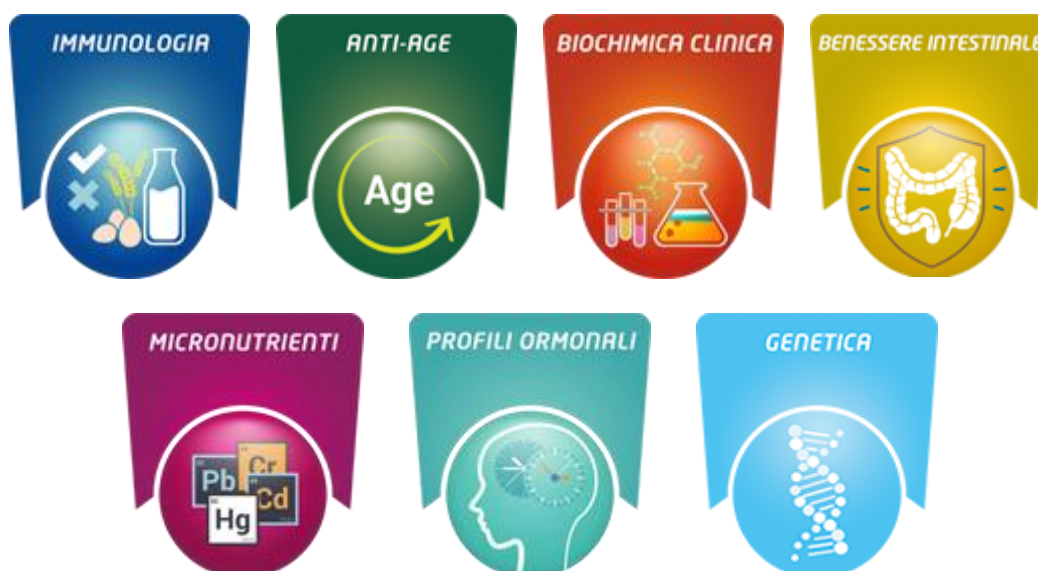 IMMUNOLOGIA
ANTI-AGE
BIOCHIMICA CLINICA
BENESSERE INTESTINALE
Age
MICRONUTRIENTI
PROFILI ORMONALI
GENETICA
Pb
Cr
Cd
Hg